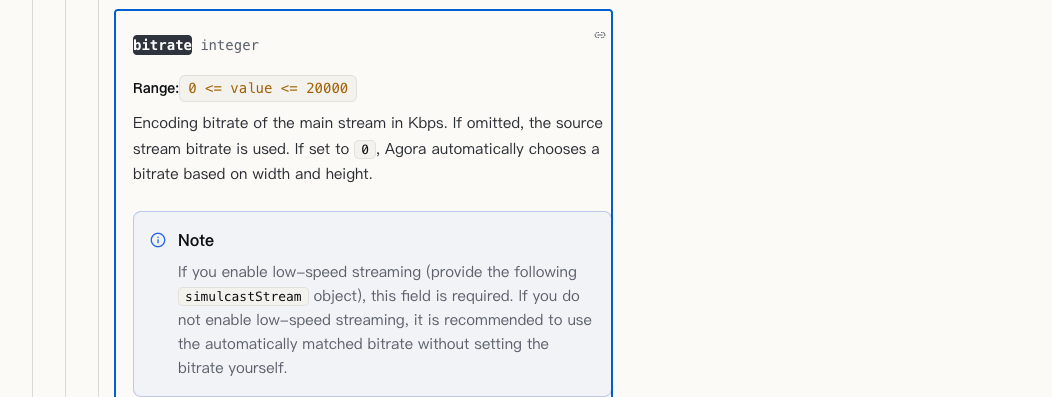 bitrate integer
Range: 0 <= value <= 20000
Encoding bitrate of the main stream in Kbps. If omitted, the source
stream bitrate is used. If set to 0, Agora automatically chooses a
bitrate based on width and height.
Note
If you enable low-speed streaming (provide the following
simulcastStream object), this field is required. If you do
not enable low-speed streaming, it is recommended to use
the automatically matched bitrate without setting the
bitrate yourself.